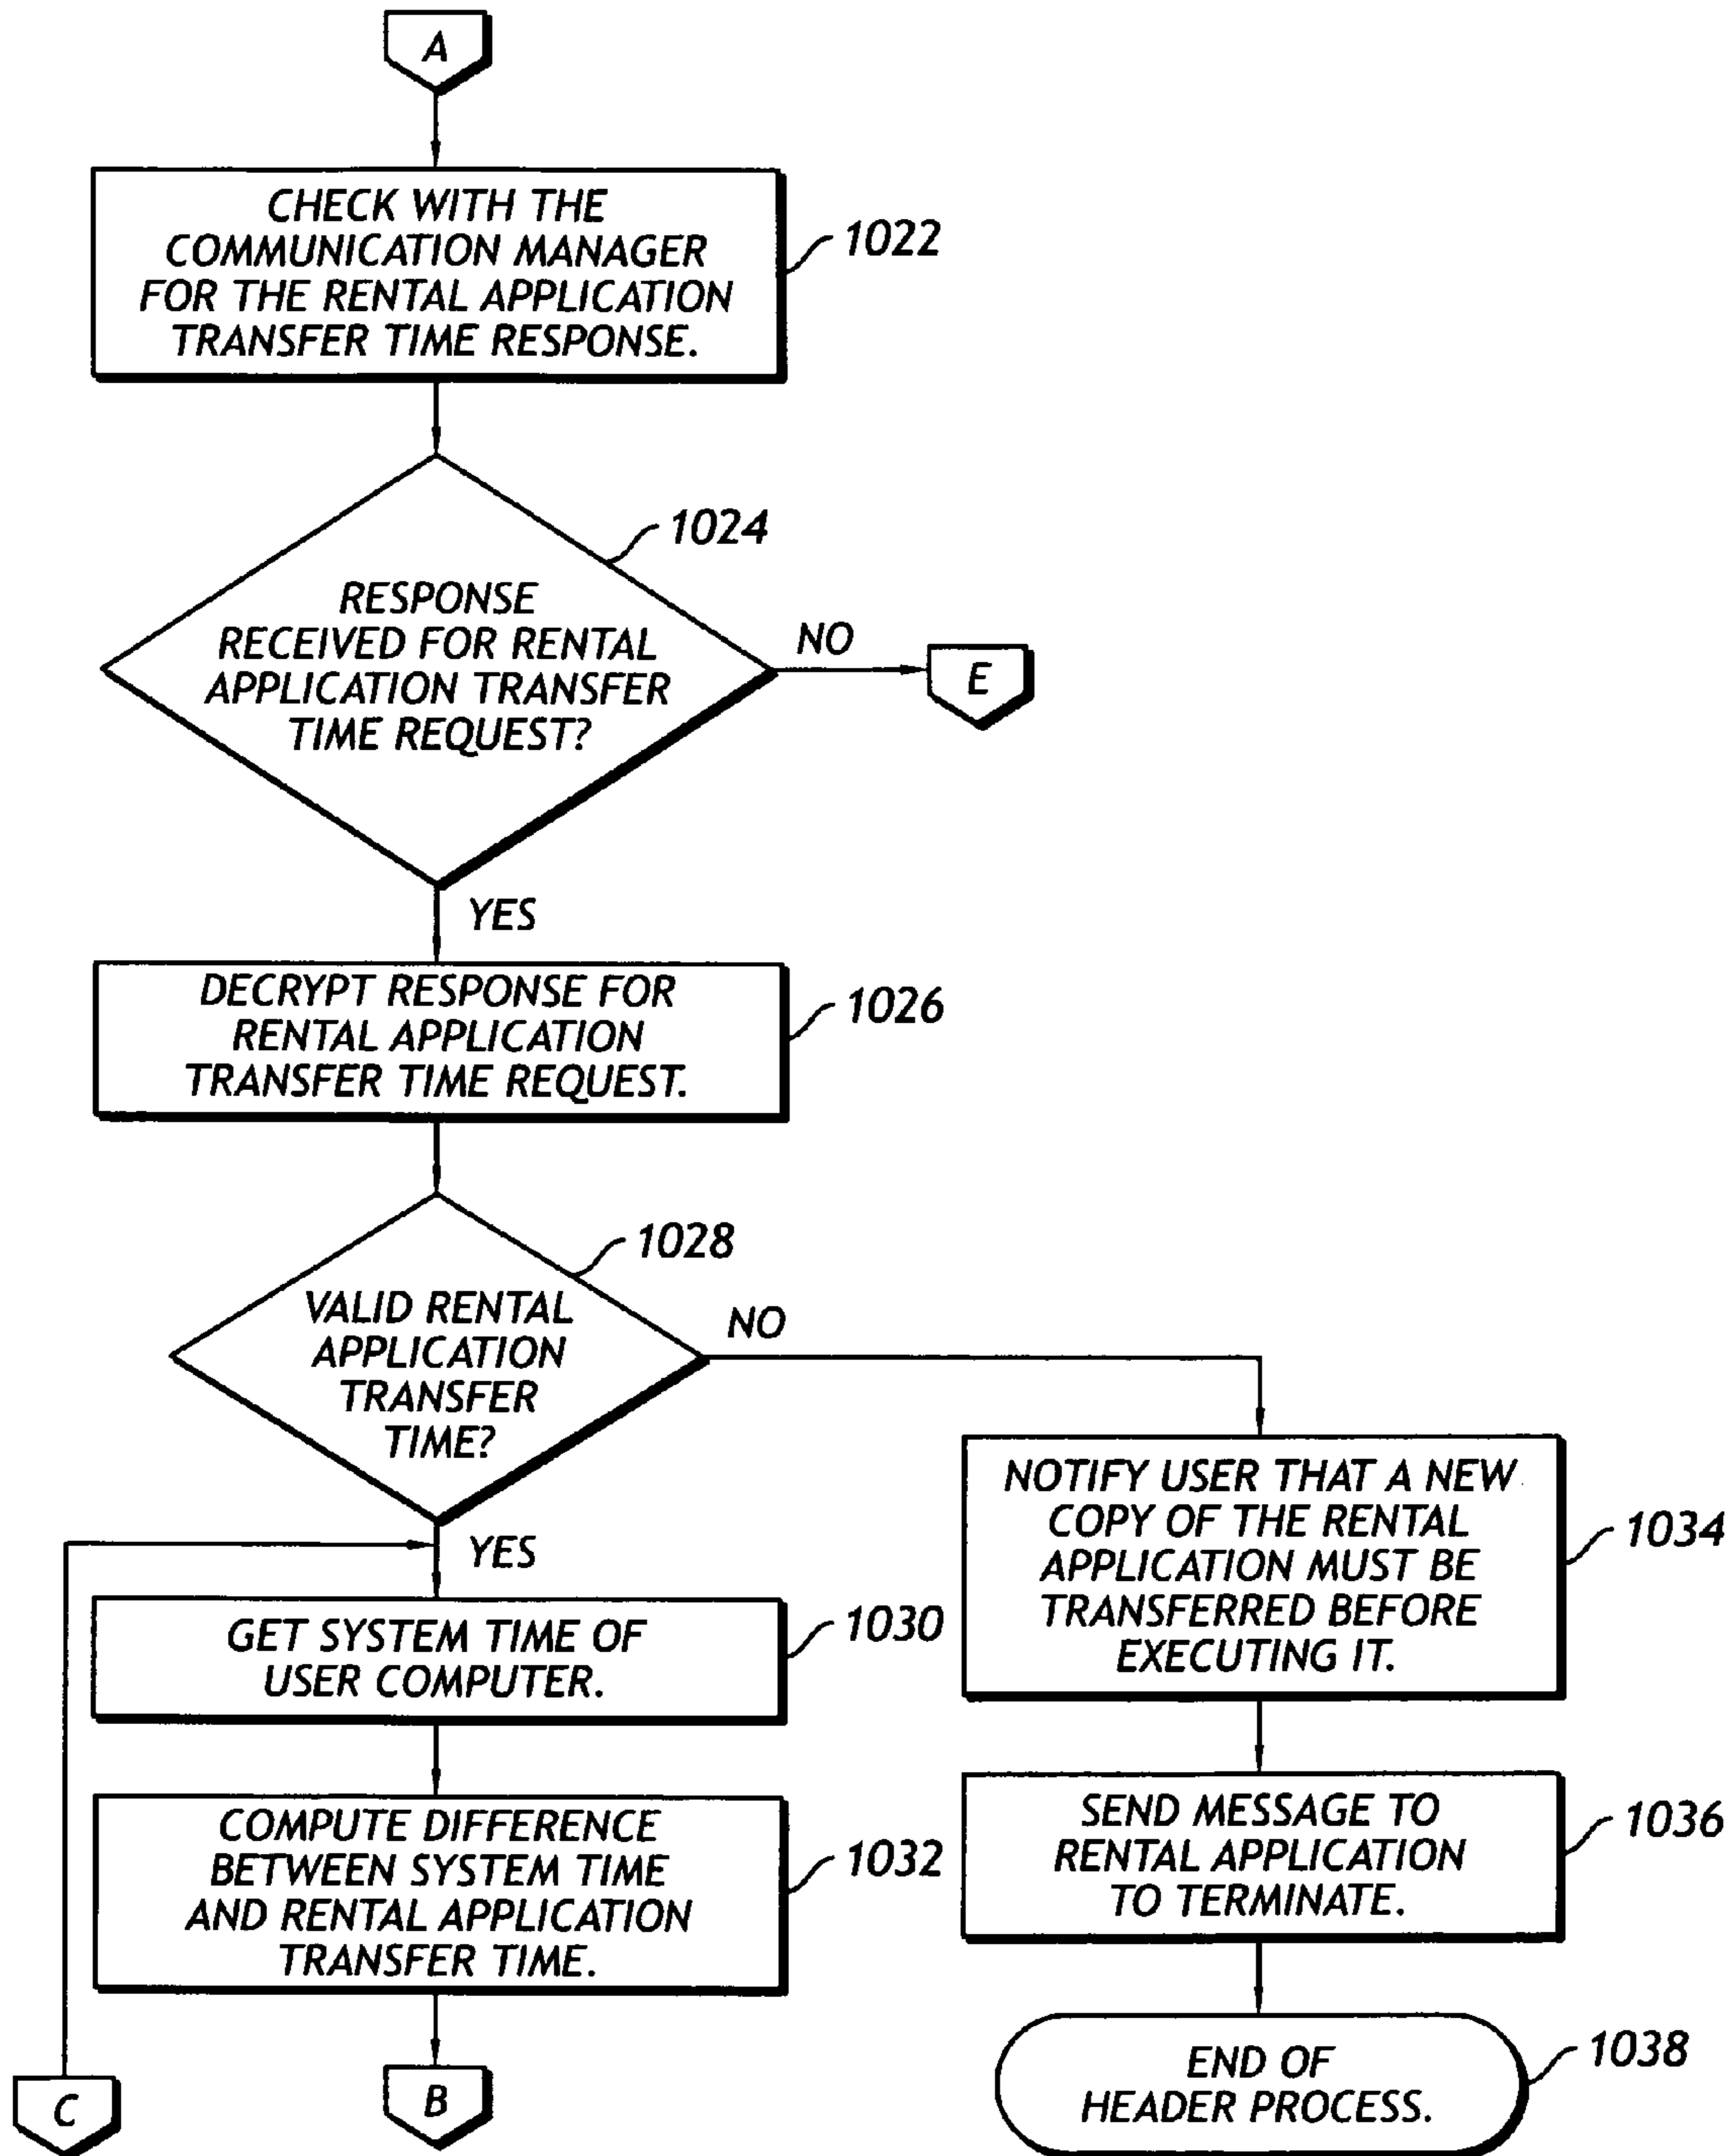 A
CHECK WITH THE
COMMUNICATION MANAGER
FOR THE RENTAL APPLICATION
TRANSFER TIME RESPONSE.
1022
1024
RESPONSE
RECEIVED FOR RENTAL
APPLICATION TRANSFER
TIME REQUEST?
NO
E
YES
DECRYPT RESPONSE FOR
RENTAL APPLICATION
TRANSFER TIME REQUEST.
1026
1028
VALID RENTAL
APPLICATION
TRANSFER
TIME?
NO
YES
GET SYSTEM TIME OF
USER COMPUTER.
1030
COMPUTE DIFFERENCE
BETWEEN SYSTEM TIME
AND RENTAL APPLICATION
TRANSFER TIME.
1032
C
B
NOTIFY USER THAT A NEW
COPY OF THE RENTAL
APPLICATION MUST BE
TRANSFERRED BEFORE
EXECUTING IT.
1034
SEND MESSAGE TO
RENTAL APPLICATION
TO TERMINATE.
1036
END OF
HEADER PROCESS.
1038